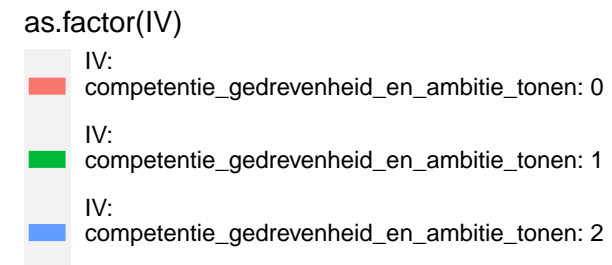 as.factor(IV)
IV:
competentie_gedrevenheid_en_ambitie_tonen: 0
IV:
competentie_gedrevenheid_en_ambitie_tonen: 1
IV:
competentie_gedrevenheid_en_ambitie_tonen: 2